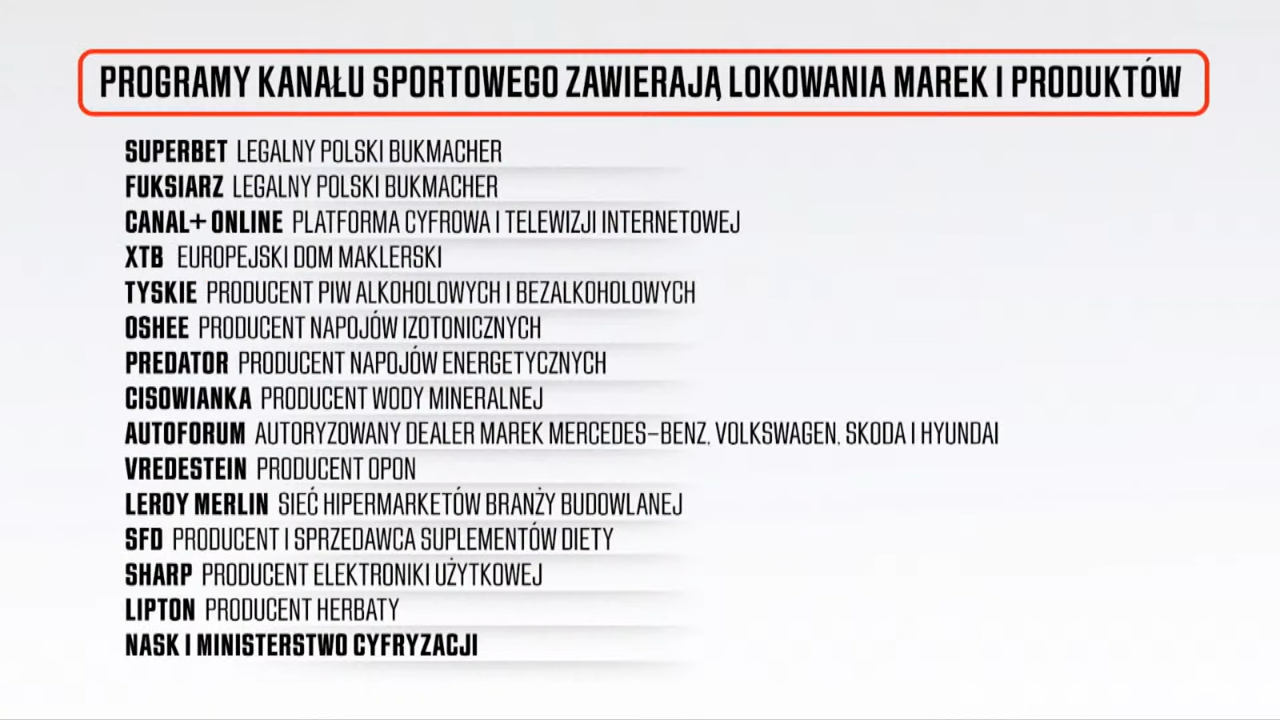 PROGRAMY KANAŁU SPORTOWEGO ZAWIERAJĄ LOKOWANIA MAREK I PRODUKTÓW
SUPERBET LEGALNY POLSKI BUKMACHER
FUKSIARZ LEGALNY POLSKI BUKMACHER
CANAL+ ONLINE PLATFORMA CYFROWA I TELEWIZJI INTERNETOWEJ
XTB EUROPEJSKI DOM MAKLERSKI
TYSKIE PRODUCENT PIW ALKOHOLOWYCH I BEZALKOHOLOWYCH
OSHEE PRODUCENT NAPOJÓW IZOTONICZNYCH
PREDATOR PRODUCENT NAPOJÓW ENERGETYCZNYCH
CISOWIANKA PRODUCENT WODY MINERALNEJ
AUTOFORUM AUTORYZOWANY DEALER MAREK MERCEDES-BENZ, VOLKSWAGEN, SKODA I HYUNDAI
VREDESTEIN PRODUCENT OPON
LEROY MERLIN SIEĆ HIPERMARKETÓW BRANŻY BUDOWLANEJ
SFD PRODUCENT I SPRZEDAWCA SUPLEMENTÓW DIETY
SHARP PRODUCENT ELEKTRONIKI UŻYTKOWEJ
LIPTON PRODUCENT HERBATY
NASK I MINISTERSTWO CYFRYZACJI